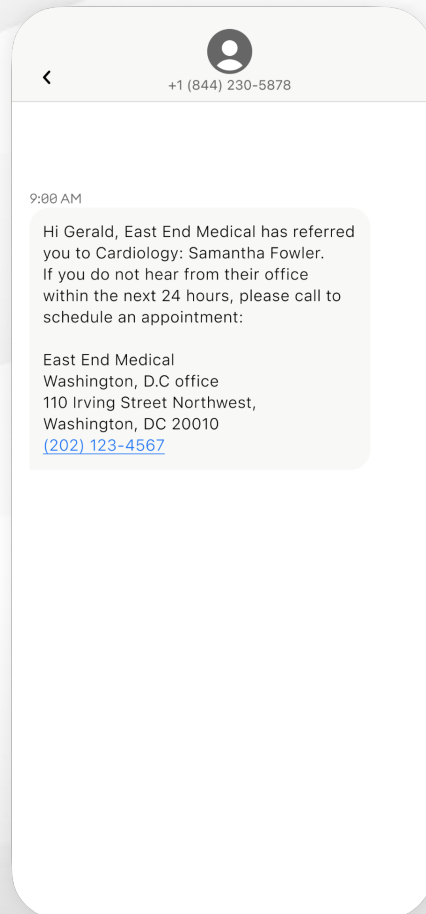 +1 (844) 230-5878
9:00 AM
Hi Gerald, East End Medical has referred
you to Cardiology: Samantha Fowler.
If you do not hear from their office
within the next 24 hours, please call to
schedule an appointment:
East End Medical
Washington, D.C office
110 Irving Street Northwest,
Washington, DC 20010
(202) 123-4567